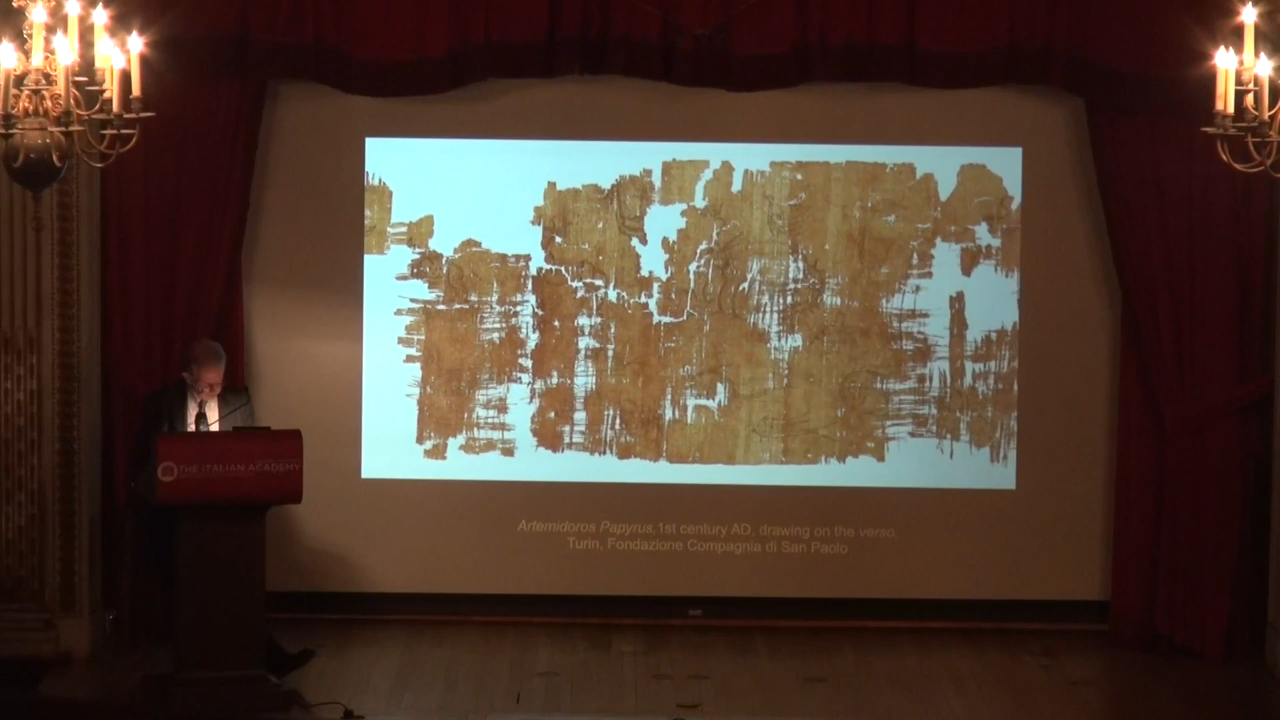 THE ITALIAN ACADEMY
Artemidoros Papyrus,1st century AD, drawing on the verso,
Turin, Fondazione Compagnia di San Paolo